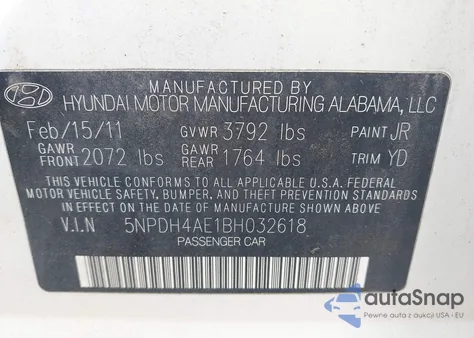 MANUFACTURED BY
HYUNDAI MOTOR MANUFACTURING ALABAMA, LLC
Feb/15/11 GVWR 3792 lbs PAINT JR
GAWR FRONT 2072 lbs GAWR REAR 1764 lbs TRIM YD
THIS VEHICLE CONFORMS TO ALL APPLICABLE U.S.A. FEDERAL
MOTOR VEHICLE SAFETY, BUMPER, AND THEFT PREVENTION STANDARDS
IN EFFECT ON THE DATE OF MANUFACTURE SHOWN ABOVE.
V.I.N 5NPDH4AE1BH032618
PASSENGER CAR
autaSnap
Pewne auta z aukcji USA i EU